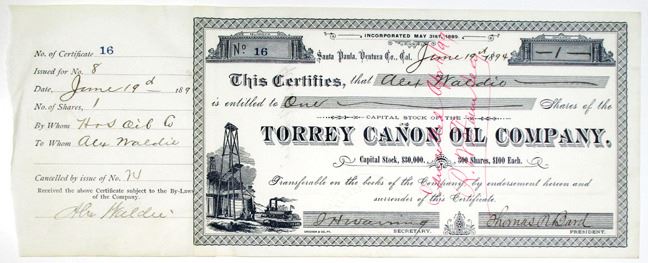 No. of Certificate 16
Issued for No. 8
Date, June 19d 189
No. of Shares, 1
By Whom H & S Oil Co
To Whom Alex Waldie
Cancelled by issue of No. 74
Received the above Certificate subject to the By-Laws
of the Company.
Alex Waldie
INCORPORATED MAY 31ST, 1889.
No 16
Santa Paula, Ventura Co., Cal. June 19d 1894
1
This Certifies, that Alex Waldie
is entitled to One Shares of the
CAPITAL STOCK OF THE
TORREY CAÑON OIL COMPANY.
Capital Stock, $30,000. 300 Shares, $100 Each.
Transferable on the books of the Company by endorsement hereon and
surrender of this Certificate.
SECRETARY.
Thomas R Bard
PRESIDENT.